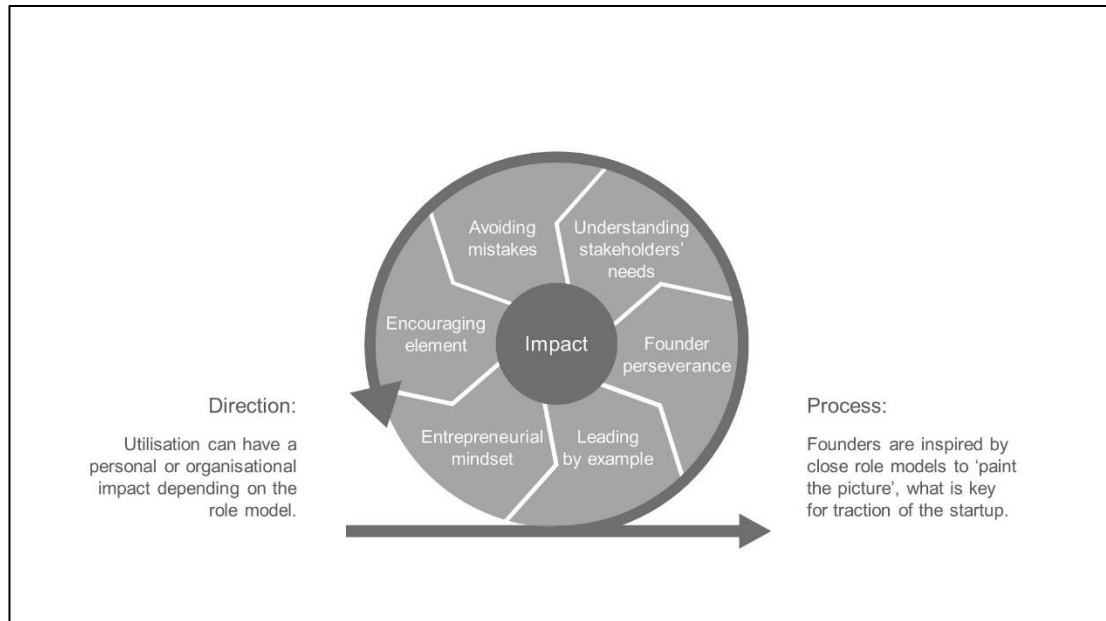 Avoiding
mistakes
Understanding
stakeholders'
needs
Encouraging
element
Impact
Founder
perseverance
Entrepreneurial
mindset
Leading
by example
Direction:
Utilisation can have a
personal or organisational
impact depending on the
role model.
Process:
Founders are inspired by
close role models to ‘paint
the picture’, what is key
for traction of the startup.